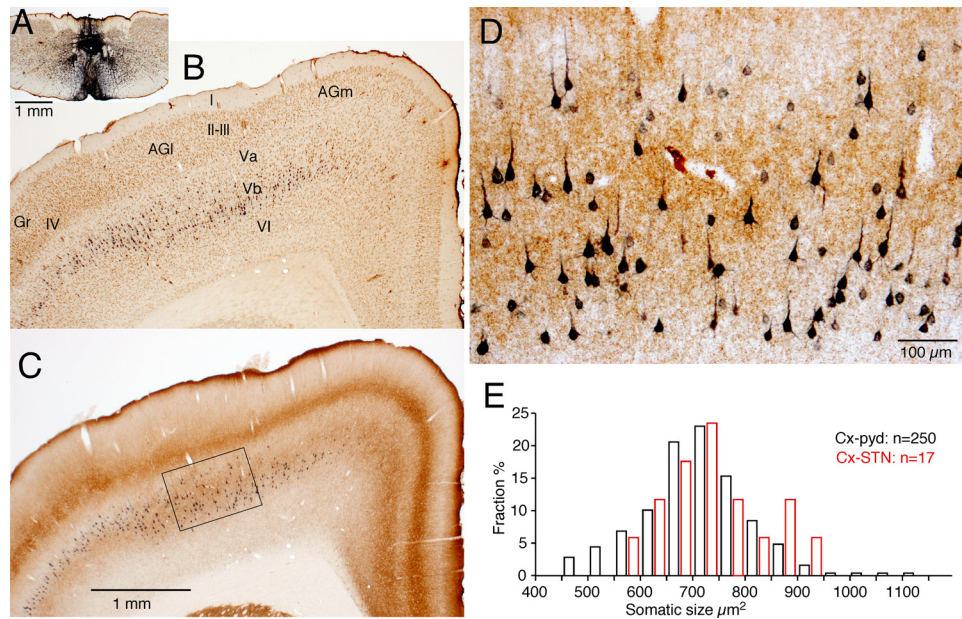 A
1 mm
B
I
AGm
II-III
AGl
Va
Vb
Gr
IV
VI
C
1 mm
D
100 µm
E
25
20
15
10
5
0
Fraction %
Cx-pyd: n=250
Cx-STN: n=17
400 500 600 700 800 900 1000 1100
Somatic size µm²